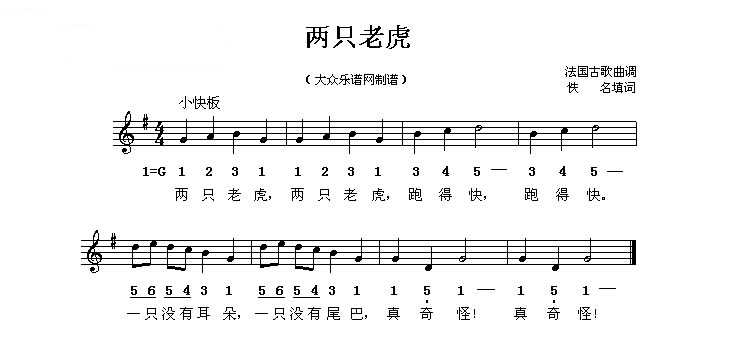 两只老虎
(大众乐谱网制谱)
法国古歌曲调
佚 名填词
小快板
4/4
1=G 1 2 3 1 1 2 3 1 3 4 5 — 3 4 5 —
两 只 老 虎, 两 只 老 虎, 跑 得 快, 跑 得 快。
5 6 5 4 3 1 5 6 5 4 3 1 1 5 1 — 1 5 1 —
一只没有耳 朵, 一只没有尾 巴, 真 奇 怪! 真 奇 怪!